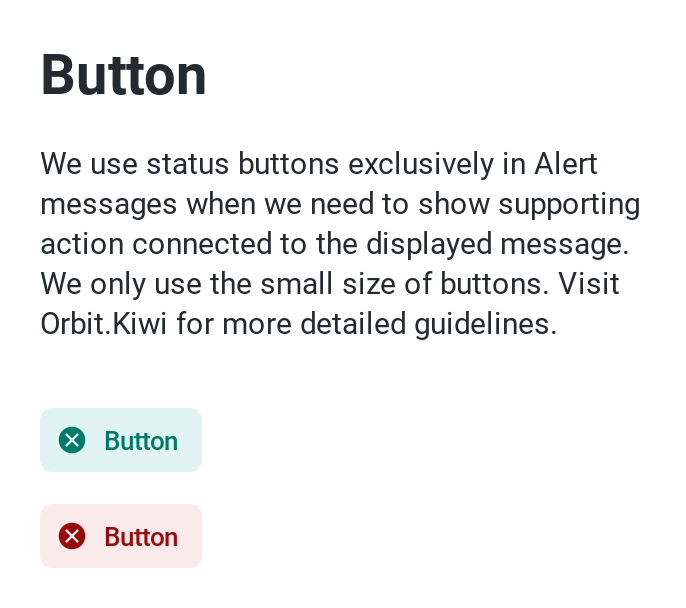 Button
We use status buttons exclusively in Alert
messages when we need to show supporting
action connected to the displayed message.
We only use the small size of buttons. Visit
Orbit.Kiwi for more detailed guidelines.
Button
Button